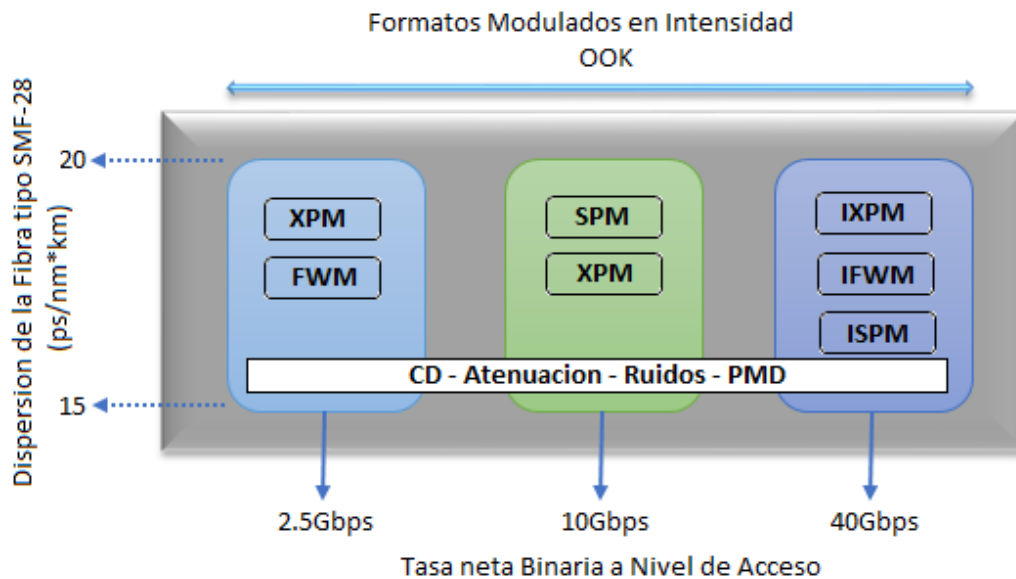 Formatos Modulados en Intensidad
OOK
Dispersion de la Fibra tipo SMF-28
(ps/nm*km)
20
15
XPM
FWM
SPM
XPM
IXPM
IFWM
ISPM
CD - Atenuacion - Ruidos - PMD
2.5Gbps
10Gbps
40Gbps
Tasa neta Binaria a Nivel de Acceso